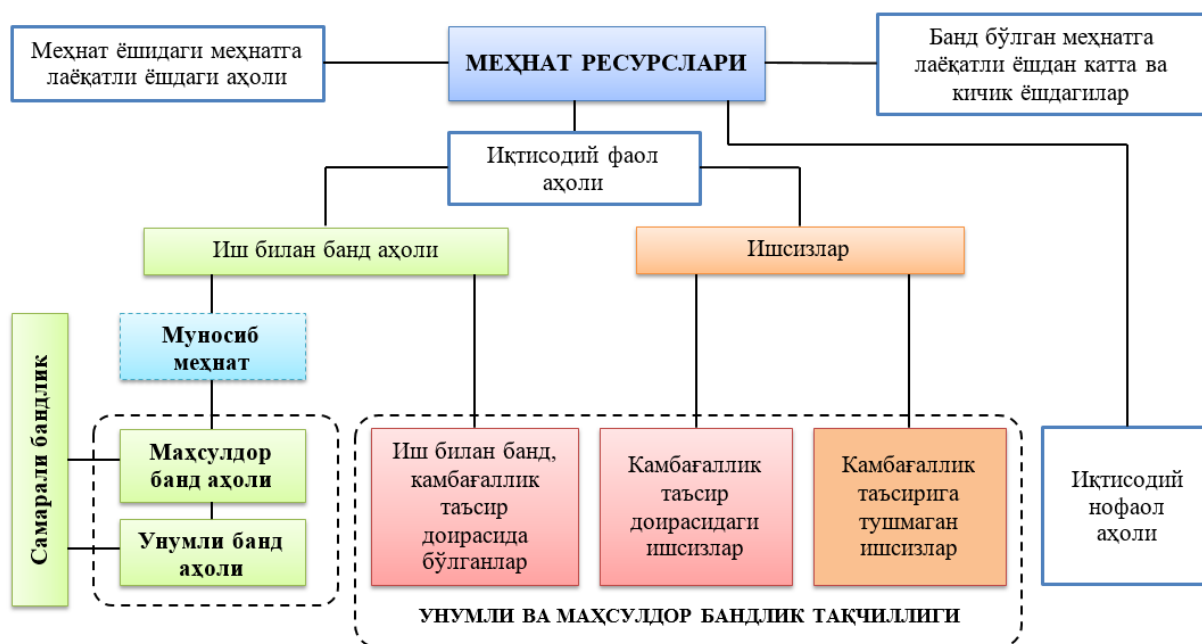 Меҳнат ёшидаги меҳнатга
лаёқатли ёшдаги аҳоли
МЕҲНАТ РЕСУРСЛАРИ
Банд бўлган меҳнатга
лаёқатли ёшдан катта ва
кичик ёшдагилар
Иқтисодий фаол
аҳоли
Иш билан банд аҳоли
Ишсизлар
Самарали бандлик
Муносиб
меҳнат
Маҳсулдор
банд аҳоли
Унумли банд
аҳоли
Иш билан банд,
камбағаллик
таъсир
доирасида
бўлганлар
Камбағаллик
таъсир
доирасидаги
ишсизлар
Камбағаллик
таъсирига
тушмаган
ишсизлар
Иқтисодий
нофаол
аҳоли
УНУМЛИ ВА МАҲСУЛДОР БАНДЛИК ТАҚЧИЛЛИГИ